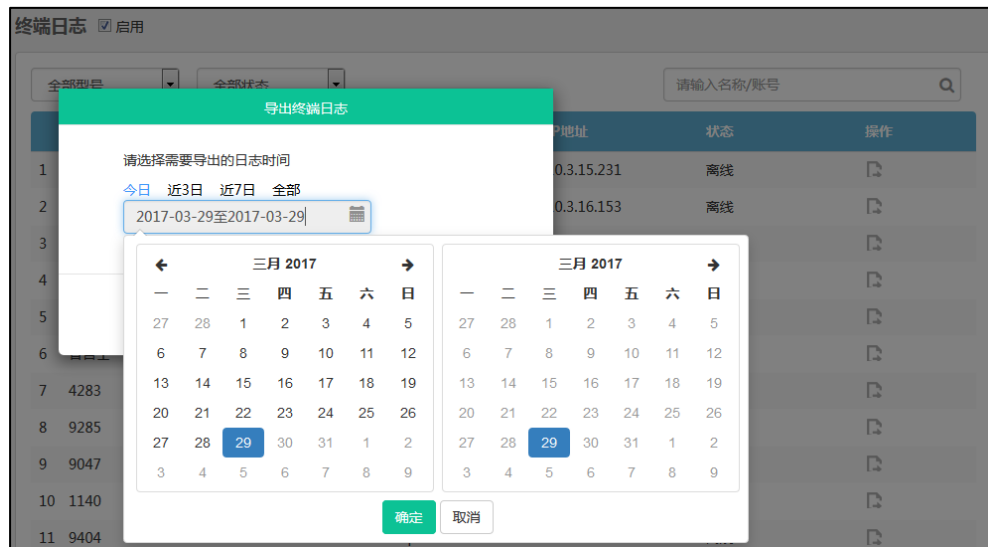 终端日志 启用
全部型号 全部状态 请输入名称/账号
导出终端日志
P地址 状态 操作
请选择需要导出的日志时间
今日 近3日 近7日 全部
2017-03-29至2017-03-29
1 0.3.15.231 离线
2 0.3.16.153 离线
3
4
5
6
7 4283
8 9285
9 9047
10 1140
11 9404
三月 2017 三月 2017
一 二 三 四 五 六 日 一 二 三 四 五 六 日
27 28 1 2 3 4 5 27 28 1 2 3 4 5
6 7 8 9 10 11 12 6 7 8 9 10 11 12
13 14 15 16 17 18 19 13 14 15 16 17 18 19
20 21 22 23 24 25 26 20 21 22 23 24 25 26
27 28 29 30 31 1 2 27 28 29 30 31 1 2
3 4 5 6 7 8 9 3 4 5 6 7 8 9
确定 取消